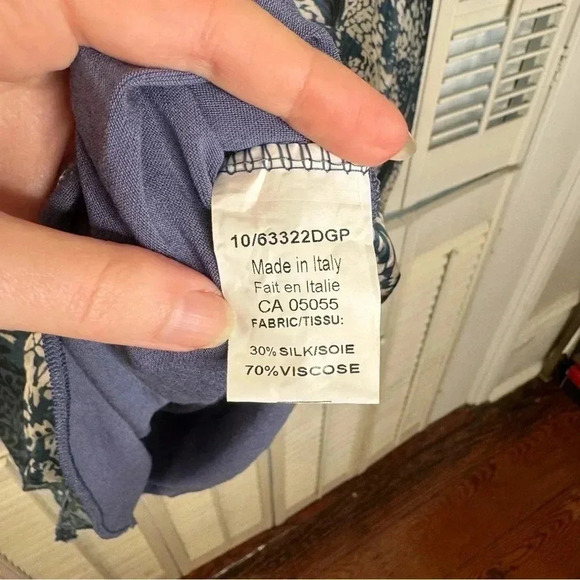 10/63322DGP
Made in Italy
Fait en Italie
CA 05055
FABRIC/TISSU:
30% SILK/SOIE
70%VISCOSE